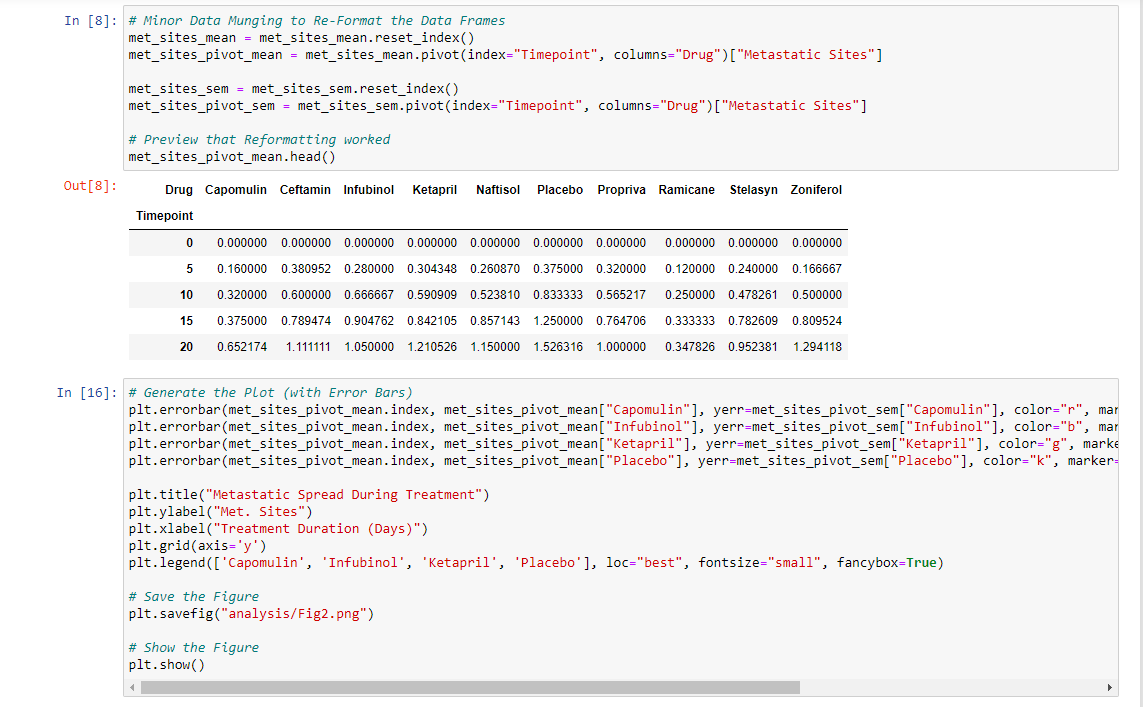 In [8]:
# Minor Data Munging to Re-Format the Data Frames
met_sites_mean = met_sites_mean.reset_index()
met_sites_pivot_mean = met_sites_mean.pivot(index="Timepoint", columns="Drug")["Metastatic Sites"]
met_sites_sem = met_sites_sem.reset_index()
met_sites_pivot_sem = met_sites_sem.pivot(index="Timepoint", columns="Drug")["Metastatic Sites"]
# Preview that Reformatting worked
met_sites_pivot_mean.head()
Out[8]:
Drug Capomulin Ceftamin Infubinol Ketapril Naftisol Placebo Propriva Ramicane Stelasyn Zoniferol
Timepoint
0 0.000000 0.000000 0.000000 0.000000 0.000000 0.000000 0.000000 0.000000 0.000000 0.000000
5 0.160000 0.380952 0.280000 0.304348 0.260870 0.375000 0.320000 0.120000 0.240000 0.166667
10 0.320000 0.600000 0.666667 0.590909 0.523810 0.833333 0.565217 0.250000 0.478261 0.500000
15 0.375000 0.789474 0.904762 0.842105 0.857143 1.250000 0.764706 0.333333 0.782609 0.809524
20 0.652174 1.111111 1.050000 1.210526 1.150000 1.526316 1.000000 0.347826 0.952381 1.294118
In [16]:
# Generate the Plot (with Error Bars)
plt.errorbar(met_sites_pivot_mean.index, met_sites_pivot_mean["Capomulin"], yerr=met_sites_pivot_sem["Capomulin"], color="r", mar
plt.errorbar(met_sites_pivot_mean.index, met_sites_pivot_mean["Infubinol"], yerr=met_sites_pivot_sem["Infubinol"], color="b", mar
plt.errorbar(met_sites_pivot_mean.index, met_sites_pivot_mean["Ketapril"], yerr=met_sites_pivot_sem["Ketapril"], color="g", marke
plt.errorbar(met_sites_pivot_mean.index, met_sites_pivot_mean["Placebo"], yerr=met_sites_pivot_sem["Placebo"], color="k", marker=
plt.title("Metastatic Spread During Treatment")
plt.ylabel("Met. Sites")
plt.xlabel("Treatment Duration (Days)")
plt.grid(axis='y')
plt.legend(['Capomulin', 'Infubinol', 'Ketapril', 'Placebo'], loc="best", fontsize="small", fancybox=True)
# Save the Figure
plt.savefig("analysis/Fig2.png")
# Show the Figure
plt.show()